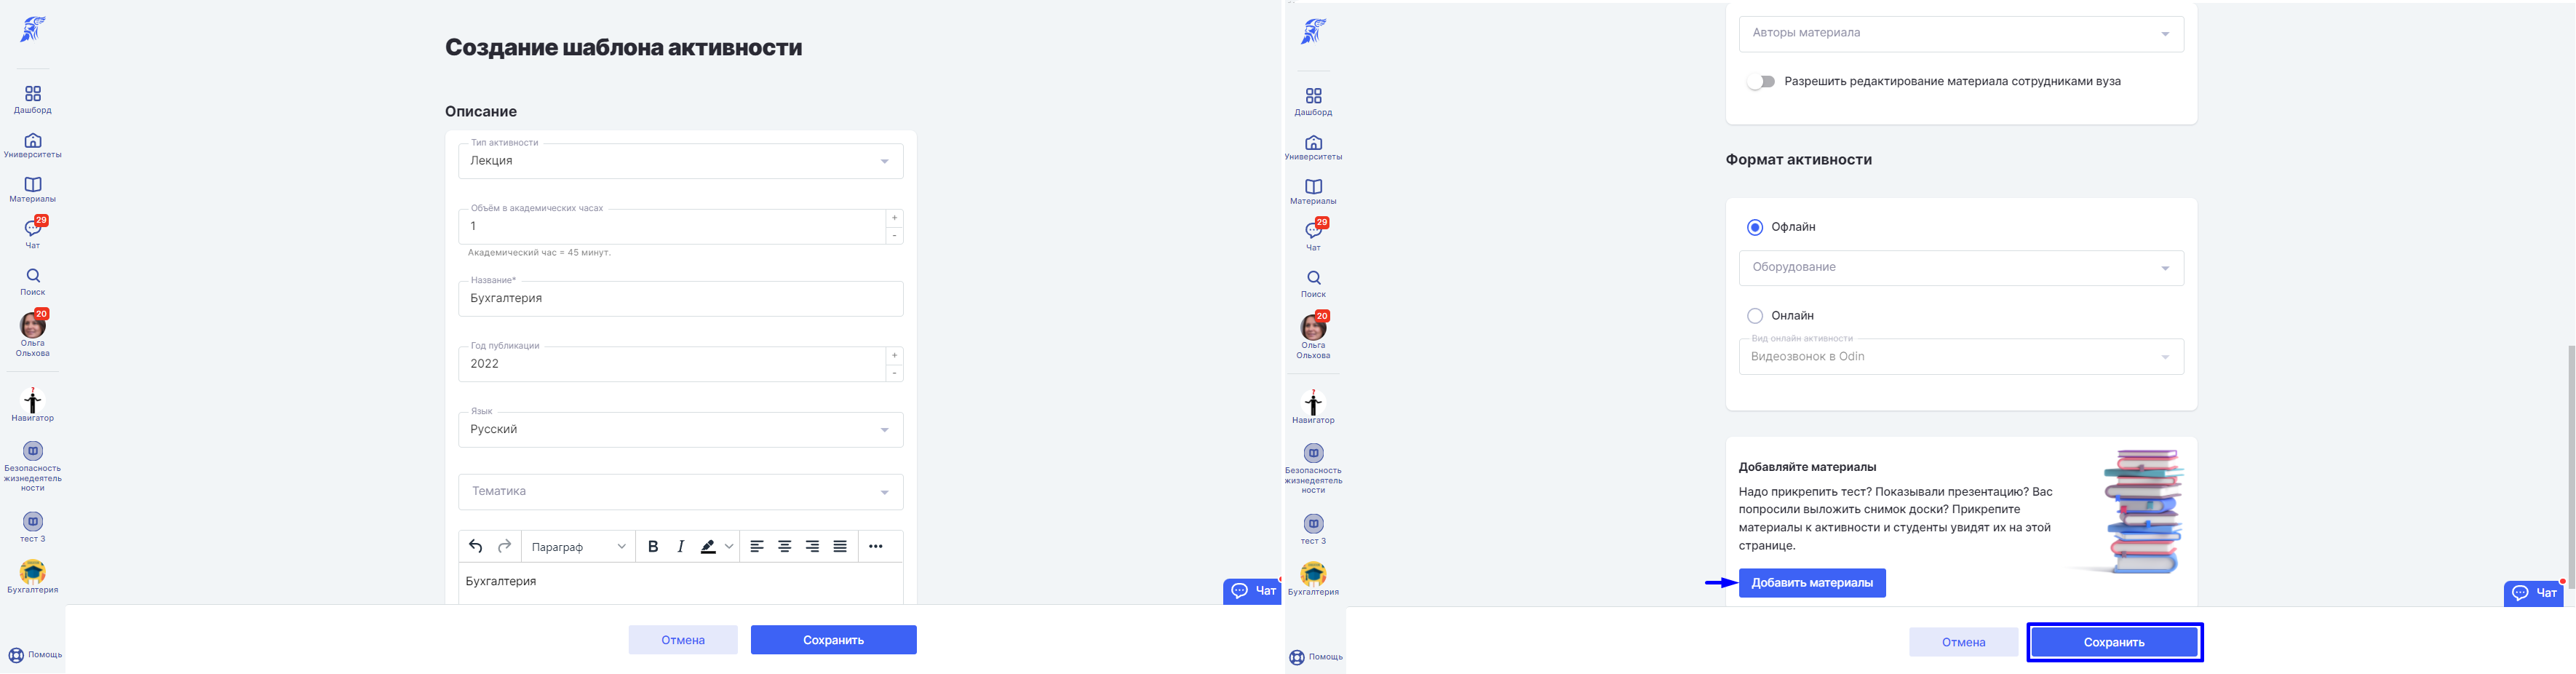 Дашборд
Университеты
Материалы
29
Чат
Поиск
20
Ольга
Ольхова
Навигатор
Безопасность
жизнедеятель
ности
тест 3
Бухгалтерия
Помощь
Создание шаблона активности
Описание
Тип активности
Лекция
Объём в академических часах
1
+
-
Академический час = 45 минут.
Название*
Бухгалтерия
Год публикации
2022
+
-
Язык
Русский
Тематика
Параграф
B I
Бухгалтерия
Чат
Отмена
Сохранить
Дашборд
Университеты
Материалы
29
Чат
Поиск
20
Ольга
Ольхова
Навигатор
Безопасность
жизнедеятель
ности
тест 3
Бухгалтерия
Помощь
Авторы материала
Разрешить редактирование материала сотрудниками вуза
Формат активности
Офлайн
Оборудование
Онлайн
Вид онлайн активности
Видеозвонок в Odin
Добавляйте материалы
Надо прикрепить тест? Показывали презентацию? Вас
попросили выложить снимок доски? Прикрепите
материалы к активности и студенты увидят их на этой
странице.
Добавить материалы
Чат
Отмена
Сохранить